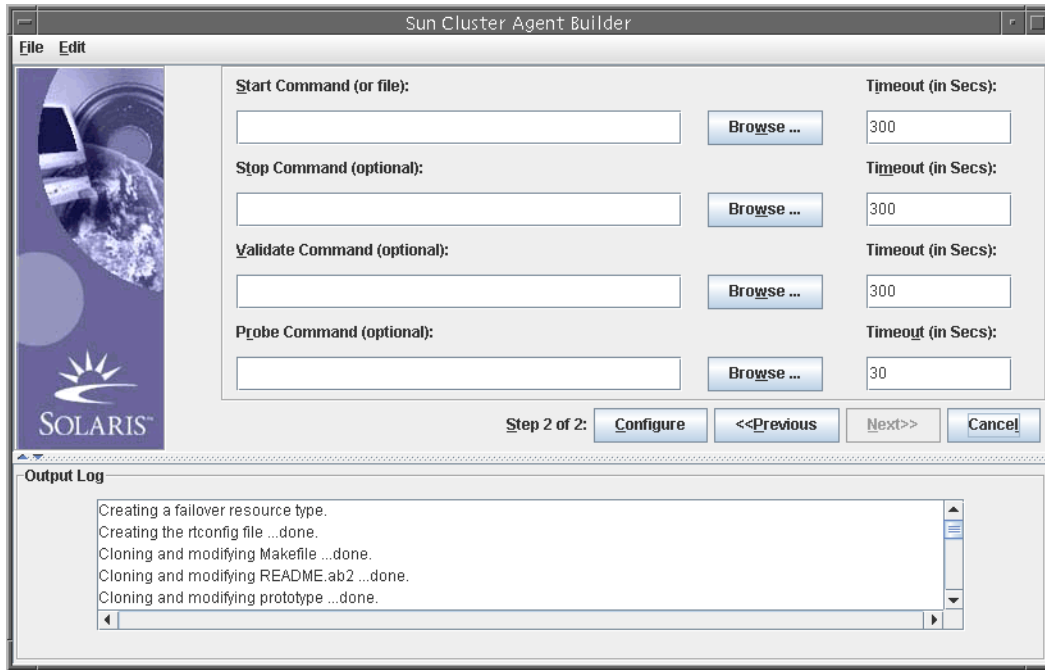 Sun Cluster Agent Builder
File Edit
Start Command (or file): Timeout (in Secs):
Browse ... 300
Stop Command (optional): Timeout (in Secs):
Browse ... 300
Validate Command (optional): Timeout (in Secs):
Browse ... 300
Probe Command (optional): Timeout (in Secs):
Browse ... 30
SOLARIS™
Step 2 of 2: Configure <<Previous Next>> Cancel
Output Log
Creating a failover resource type.
Creating the rtconfig file ...done.
Cloning and modifying Makefile ...done.
Cloning and modifying README.ab2 ...done.
Cloning and modifying prototype ...done.